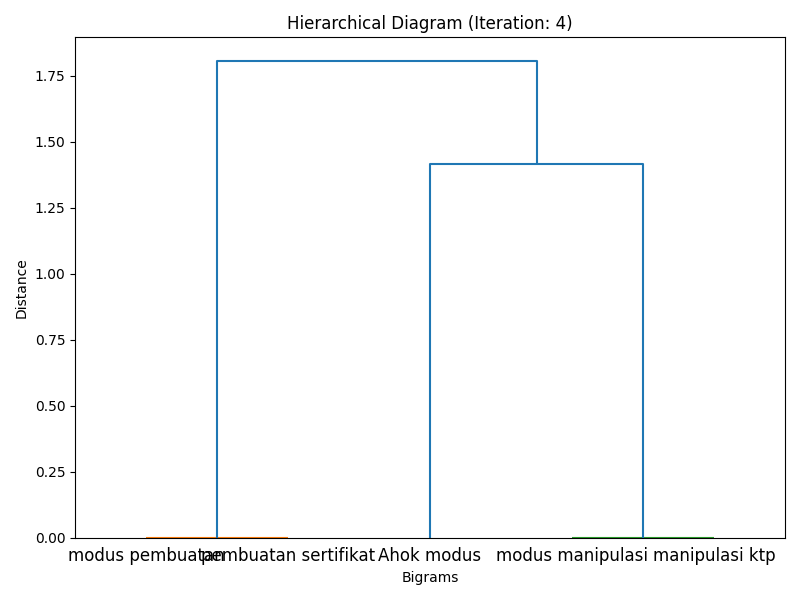 Hierarchical Diagram (Iteration: 4)
1.75
1.50
1.25
1.00
0.75
0.50
0.25
0.00
Distance
modus pembuatan pembuatan sertifikat Ahok modus modus manipulasi manipulasi ktp
Bigrams